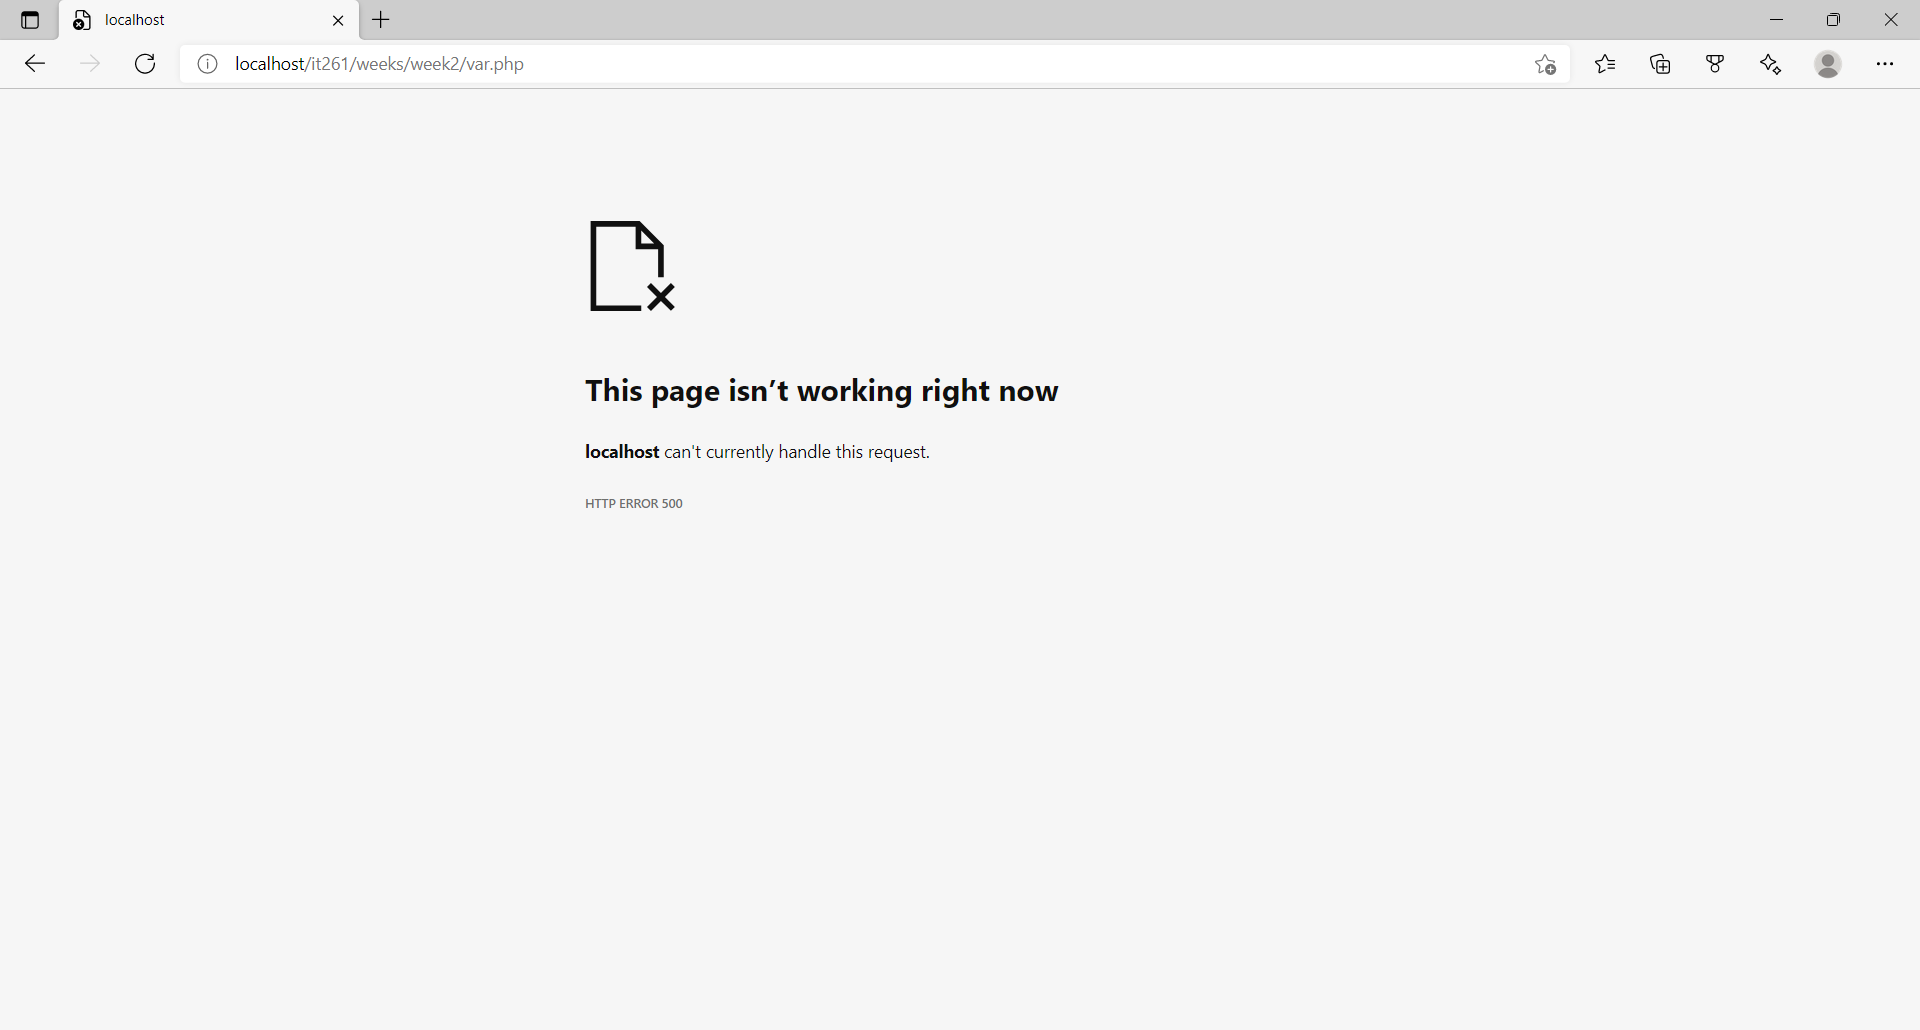 localhost
localhost/it261/weeks/week2/var.php
This page isn’t working right now
localhost can't currently handle this request.
HTTP ERROR 500